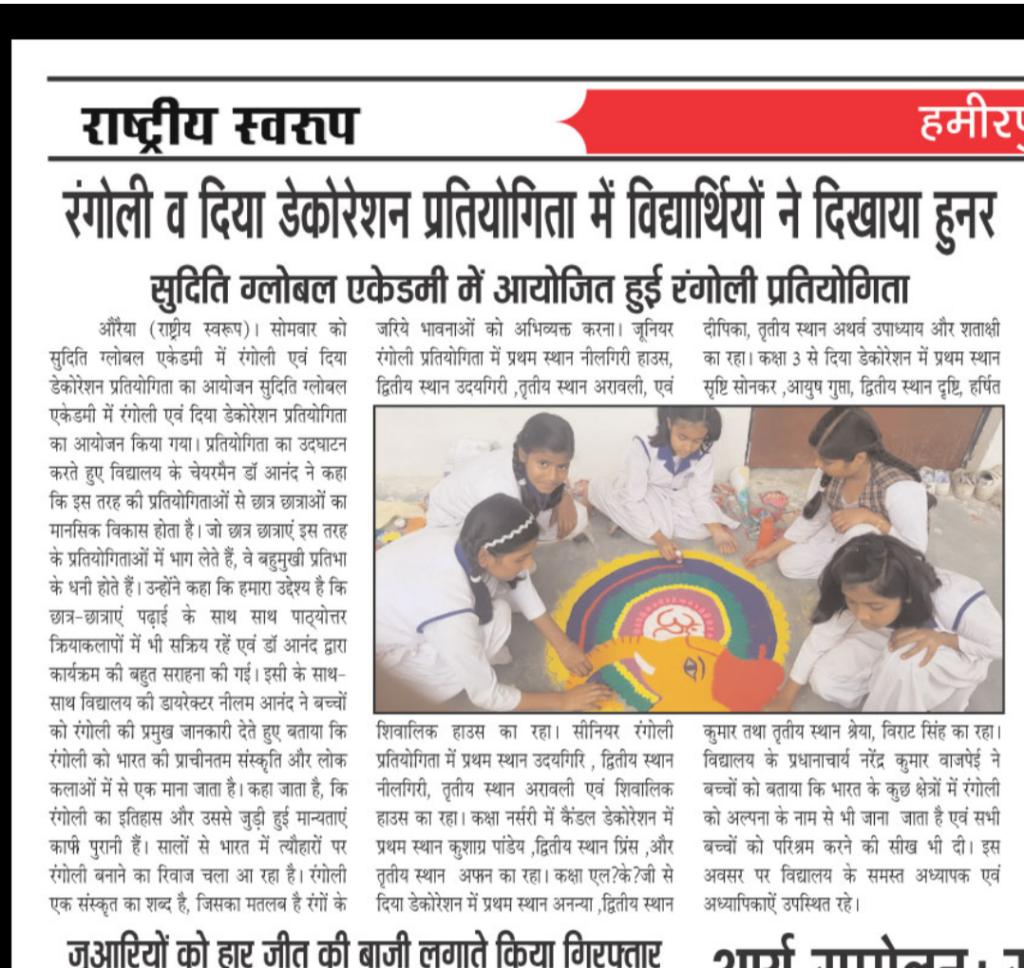 राष्ट्रीय स्वरुप
रंगोली व दिया डेकोरेशन प्रतियोगिता में विद्यार्थियों ने दिखाया हुनर
सुदिति ग्लोबल एकेडमी में आयोजित हुई रंगोली प्रतियोगिता
औरैया (राष्ट्रीय स्वरूप)। सोमवार को
सुदिति ग्लोबल एकेडमी में रंगोली एवं दिया
डेकोरेशन प्रतियोगिता का आयोजन सुदिति ग्लोबल
एकेडमी में रंगोली एवं दिया डेकोरेशन प्रतियोगिता
का आयोजन किया गया। प्रतियोगिता का उदघाटन
करते हुए विद्यालय के चेयरमैन डॉ आनंद ने कहा
कि इस तरह की प्रतियोगिताओं से छात्र छात्राओं का
मानसिक विकास होता है। जो छात्र छात्राएं इस तरह
के प्रतियोगिताओं में भाग लेते हैं, वे बहुमुखी प्रतिभा
के धनी होते हैं। उन्होंने कहा कि हमारा उद्देश्य है कि
छात्र-छात्राएं पढ़ाई के साथ साथ पाठ्योत्तर
क्रियाकलापों में भी सक्रिय रहें एवं डॉ आनंद द्वारा
कार्यक्रम की बहुत सराहना की गई। इसी के साथ-
साथ विद्यालय की डायरेक्टर नीलम आनंद ने बच्चों
को रंगोली की प्रमुख जानकारी देते हुए बताया कि
रंगोली को भारत की प्राचीनतम संस्कृति और लोक
कलाओं में से एक माना जाता है। कहा जाता है, कि
रंगोली का इतिहास और उससे जुड़ी हुई मान्यताएं
काफी पुरानी हैं। सालों से भारत में त्यौहारों पर
रंगोली बनाने का रिवाज चला आ रहा है। रंगोली
एक संस्कृत का शब्द है, जिसका मतलब है रंगों के
जरिये भावनाओं को अभिव्यक्त करना। जूनियर
रंगोली प्रतियोगिता में प्रथम स्थान नीलगिरी हाउस,
द्वितीय स्थान उदयगिरी ,तृतीय स्थान अरावली, एवं
शिवालिक हाउस का रहा। सीनियर रंगोली
प्रतियोगिता में प्रथम स्थान उदयगिरि , द्वितीय स्थान
नीलगिरी, तृतीय स्थान अरावली एवं शिवालिक
हाउस का रहा। कक्षा नर्सरी में कैंडल डेकोरेशन में
प्रथम स्थान कुशाग्र पांडेय ,द्वितीय स्थान प्रिंस ,और
तृतीय स्थान अफन का रहा। कक्षा एल?के?जी से
दिया डेकोरेशन में प्रथम स्थान अनन्या ,द्वितीय स्थान
दीपिका, तृतीय स्थान अथर्व उपाध्याय और शताक्षी
का रहा। कक्षा 3 से दिया डेकोरेशन में प्रथम स्थान
सृष्टि सोनकर ,आयुष गुप्ता, द्वितीय स्थान दृष्टि, हर्षित
कुमार तथा तृतीय स्थान श्रेया, विराट सिंह का रहा।
विद्यालय के प्रधानाचार्य नरेंद्र कुमार वाजपेई ने
बच्चों को बताया कि भारत के कुछ क्षेत्रों में रंगोली
को अल्पना के नाम से भी जाना जाता है एवं सभी
बच्चों को परिश्रम करने की सीख भी दी। इस
अवसर पर विद्यालय के समस्त अध्यापक एवं
अध्यापिकाऐं उपस्थित रहे।
जुआरियों को हार जीत की बाजी लगाते किया गिरफ्तार